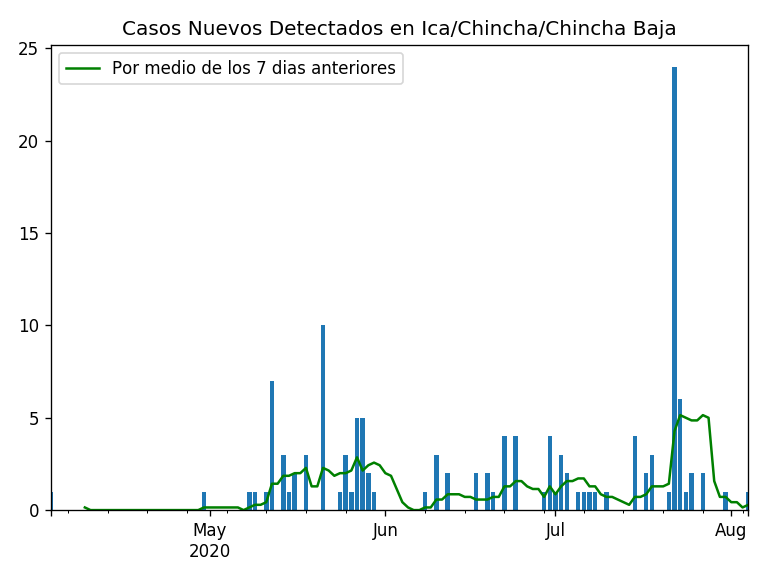 Casos Nuevos Detectados en Ica/Chincha/Chincha Baja
Por medio de los 7 dias anteriores
25
20
15
10
5
0
May Jun Jul Aug
2020